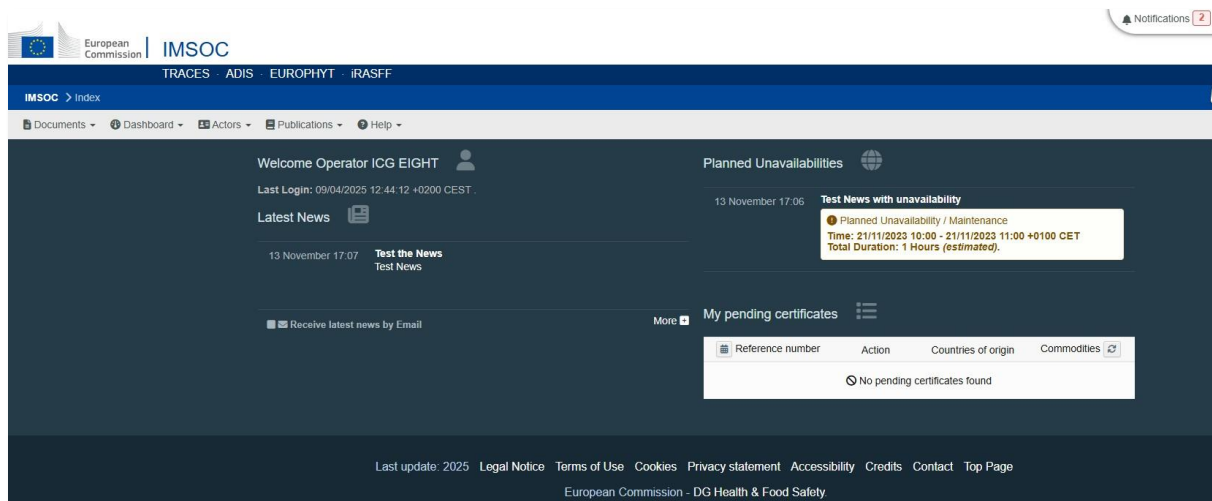 Notifications 2
European
Commission
IMSOC
TRACES - ADIS - EUROPHYT - iRASFF
IMSOC > Index
Documents Dashboard Actors Publications Help
Welcome Operator ICG EIGHT
Last Login: 09/04/2025 12:44:12 +0200 CEST .
Latest News
13 November 17:07 Test the News
Test News
Receive latest news by Email
More
Planned Unavailabilities
13 November 17:06 Test News with unavailability
Planned Unavailability / Maintenance
Time: 21/11/2023 10:00 - 21/11/2023 11:00 +0100 CET
Total Duration: 1 Hours (estimated).
My pending certificates
Reference number Action Countries of origin Commodities
No pending certificates found
Last update: 2025 Legal Notice Terms of Use Cookies Privacy statement Accessibility Credits Contact Top Page
European Commission - DG Health & Food Safety.